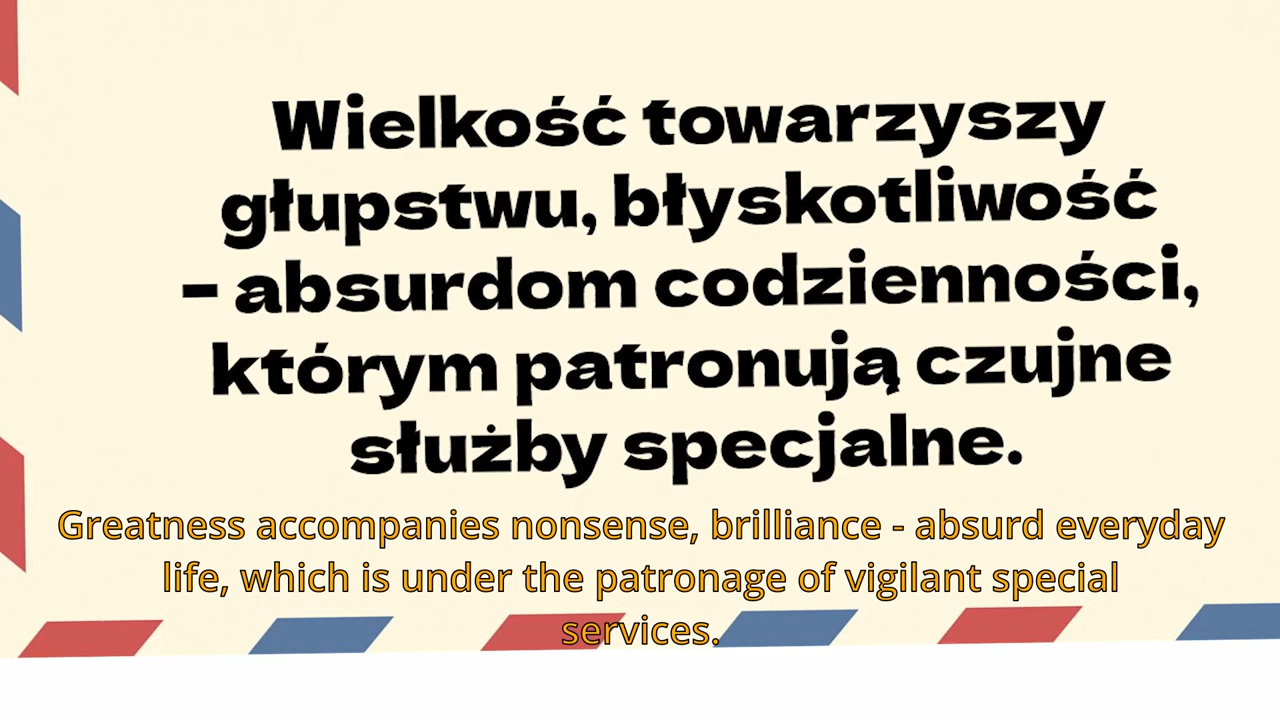 Wielkość towarzyszy
głupstwu, błyskotliwość
– absurdom codzienności,
którym patronują czujne
służby specjalne.
Greatness accompanies nonsense, brilliance - absurd everyday
life, which is under the patronage of vigilant special
services.